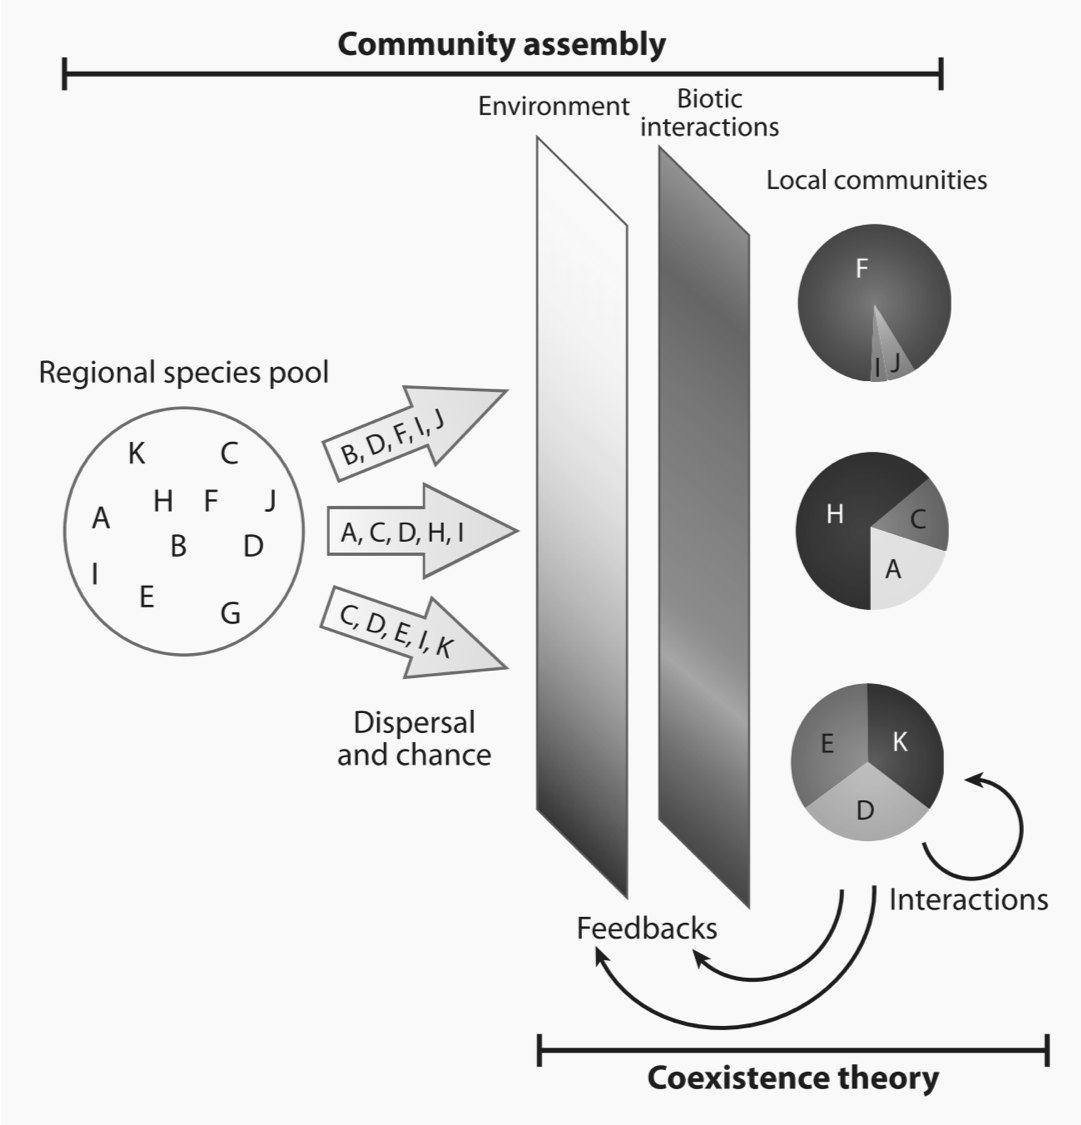 Community assembly
Environment
Biotic
interactions
Local communities
F
I J
Regional species pool
K C
H F J
A
B D
I
E
G
B, D, F, I, J
A, C, D, H, I
C, D, E, I, K
Dispersal
and chance
H
C
A
E K
D
Interactions
Feedbacks
Coexistence theory